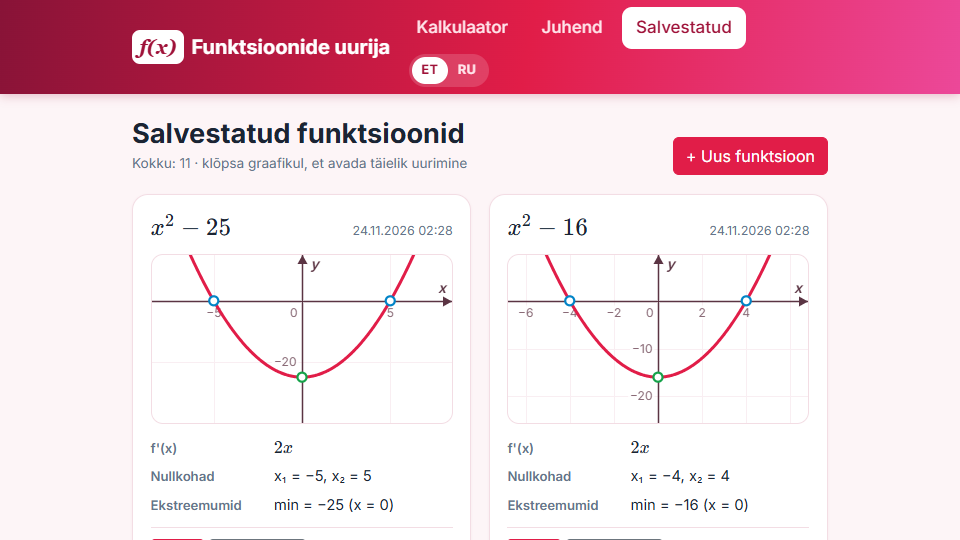 f(x) Funktsioonide uurija
Kalkulaator Juhend Salvestatud
ET RU
Salvestatud funktsioonid
Kokku: 11 · klõpsa graafikul, et avada täielik uurimine
+ Uus funktsioon
x² − 25
24.11.2026 02:28
y
x
−5 0 5
−20
f'(x) 2x
Nullkohad x₁ = −5, x₂ = 5
Ekstreemumid min = −25 (x = 0)
x² − 16
24.11.2026 02:28
y
x
−6 −4 −2 0 2 4
−10
−20
f'(x) 2x
Nullkohad x₁ = −4, x₂ = 4
Ekstreemumid min = −16 (x = 0)